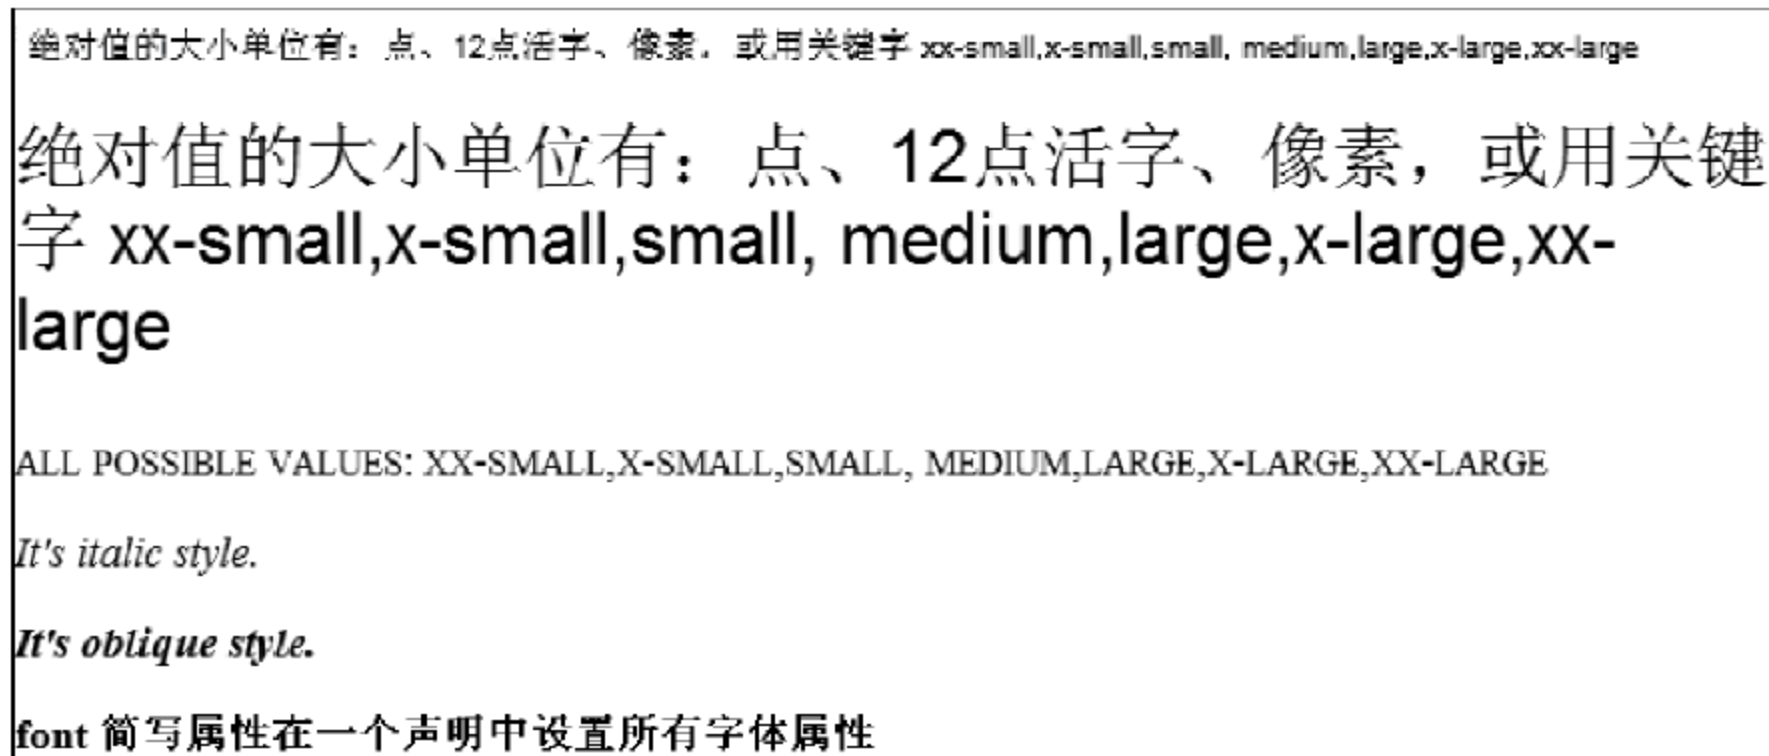 绝对值的大小单位有：点、12点活字、像素。或用关键字 xx-small,x-small,small, medium,large,x-large,xx-large
绝对值的大小单位有：点、12点活字、像素，或用关键
字 xx-small,x-small,small, medium,large,x-large,xx-
large
ALL POSSIBLE VALUES: XX-SMALL,X-SMALL,SMALL, MEDIUM,LARGE,X-LARGE,XX-LARGE
It's italic style.
It's oblique style.
font 简写属性在一个声明中设置所有字体属性